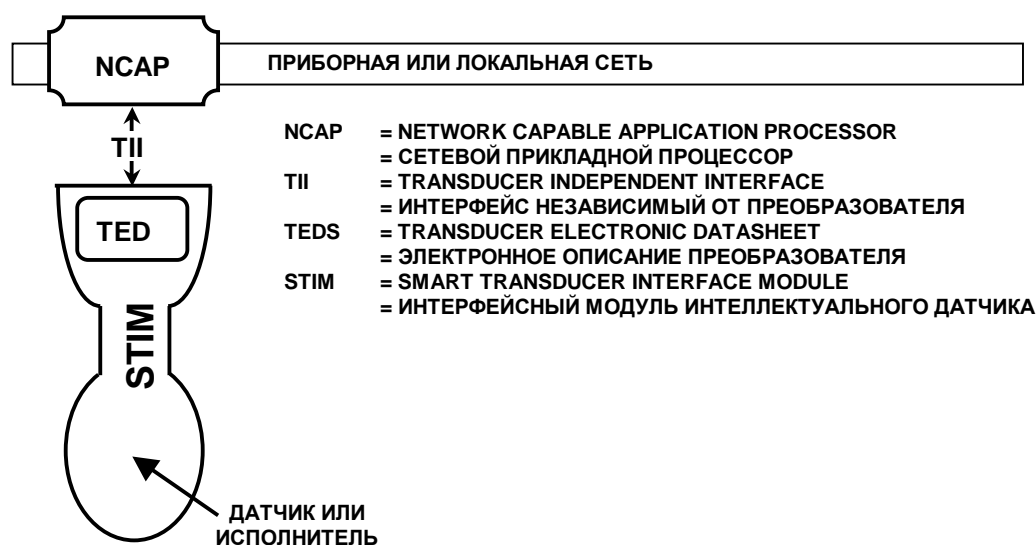 NCAP
ПРИБОРНАЯ ИЛИ ЛОКАЛЬНАЯ СЕТЬ
TII
TED
STIM
NCAP = NETWORK CAPABLE APPLICATION PROCESSOR
= СЕТЕВОЙ ПРИКЛАДНОЙ ПРОЦЕССОР
TII = TRANSDUCER INDEPENDENT INTERFACE
= ИНТЕРФЕЙС НЕЗАВИСИМЫЙ ОТ ПРЕОБРАЗОВАТЕЛЯ
TEDS = TRANSDUCER ELECTRONIC DATASHEET
= ЭЛЕКТРОННОЕ ОПИСАНИЕ ПРЕОБРАЗОВАТЕЛЯ
STIM = SMART TRANSDUCER INTERFACE MODULE
= ИНТЕРФЕЙСНЫЙ МОДУЛЬ ИНТЕЛЛЕКТУАЛЬНОГО ДАТЧИКА
ДАТЧИК ИЛИ
ИСПОЛНИТЕЛЬ